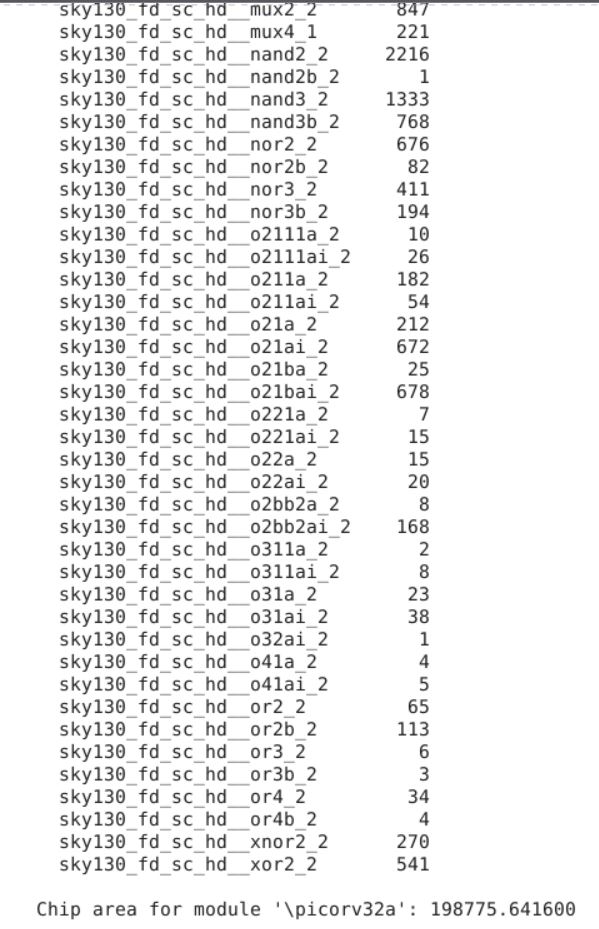 sky130_fd_sc_hd__mux2_2 847
sky130_fd_sc_hd__mux4_1 221
sky130_fd_sc_hd__nand2_2 2216
sky130_fd_sc_hd__nand2b_2 1
sky130_fd_sc_hd__nand3_2 1333
sky130_fd_sc_hd__nand3b_2 768
sky130_fd_sc_hd__nor2_2 676
sky130_fd_sc_hd__nor2b_2 82
sky130_fd_sc_hd__nor3_2 411
sky130_fd_sc_hd__nor3b_2 194
sky130_fd_sc_hd__o2111a_2 10
sky130_fd_sc_hd__o2111ai_2 26
sky130_fd_sc_hd__o211a_2 182
sky130_fd_sc_hd__o211ai_2 54
sky130_fd_sc_hd__o21a_2 212
sky130_fd_sc_hd__o21ai_2 672
sky130_fd_sc_hd__o21ba_2 25
sky130_fd_sc_hd__o21bai_2 678
sky130_fd_sc_hd__o221a_2 7
sky130_fd_sc_hd__o221ai_2 15
sky130_fd_sc_hd__o22a_2 15
sky130_fd_sc_hd__o22ai_2 20
sky130_fd_sc_hd__o2bb2a_2 8
sky130_fd_sc_hd__o2bb2ai_2 168
sky130_fd_sc_hd__o311a_2 2
sky130_fd_sc_hd__o311ai_2 8
sky130_fd_sc_hd__o31a_2 23
sky130_fd_sc_hd__o31ai_2 38
sky130_fd_sc_hd__o32ai_2 1
sky130_fd_sc_hd__o41a_2 4
sky130_fd_sc_hd__o41ai_2 5
sky130_fd_sc_hd__or2_2 65
sky130_fd_sc_hd__or2b_2 113
sky130_fd_sc_hd__or3_2 6
sky130_fd_sc_hd__or3b_2 3
sky130_fd_sc_hd__or4_2 34
sky130_fd_sc_hd__or4b_2 4
sky130_fd_sc_hd__xnor2_2 270
sky130_fd_sc_hd__xor2_2 541
Chip area for module '\picorv32a': 198775.641600